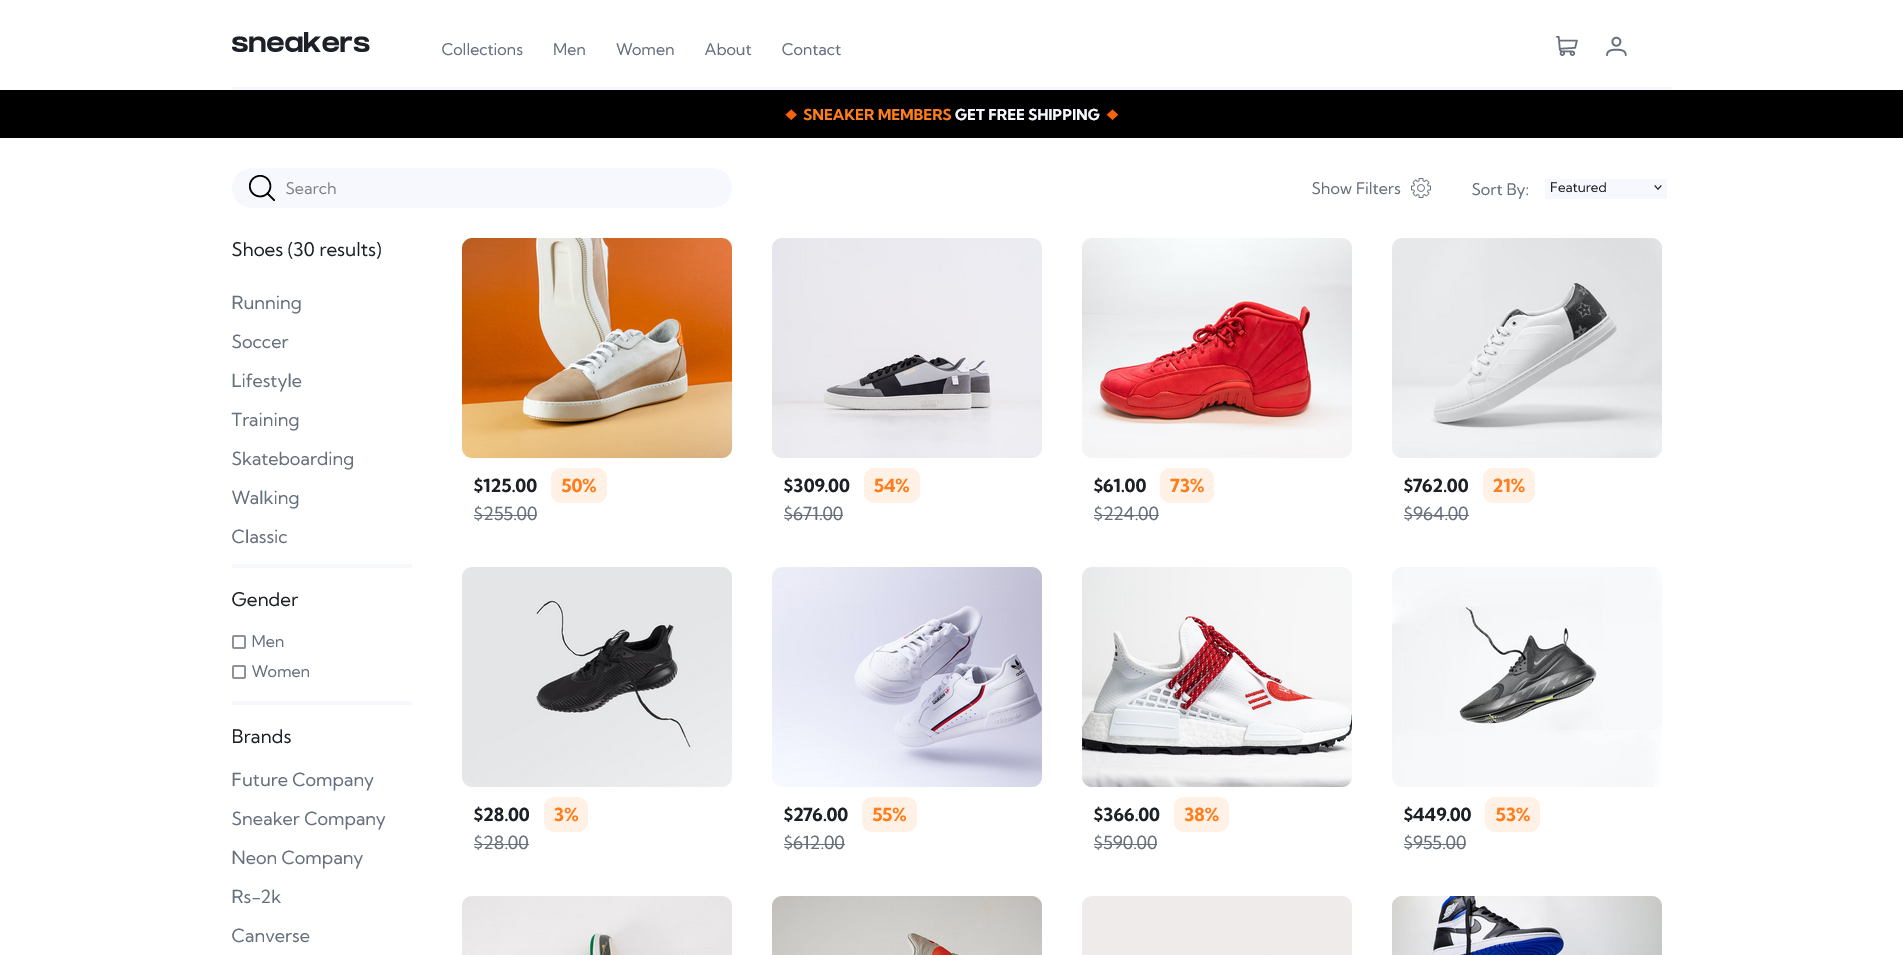 sneakers
Collections Men Women About Contact
SNEAKER MEMBERS GET FREE SHIPPING
Search
Show Filters
Sort By: Featured
Shoes (30 results)
Running
Soccer
Lifestyle
Training
Skateboarding
Walking
Classic
Gender
Men
Women
Brands
Future Company
Sneaker Company
Neon Company
Rs-2k
Canverse
$125.00 50%
$255.00
$309.00 54%
$671.00
$61.00 73%
$224.00
$762.00 21%
$964.00
$28.00 3%
$28.00
$276.00 55%
$612.00
$366.00 38%
$590.00
$449.00 53%
$955.00